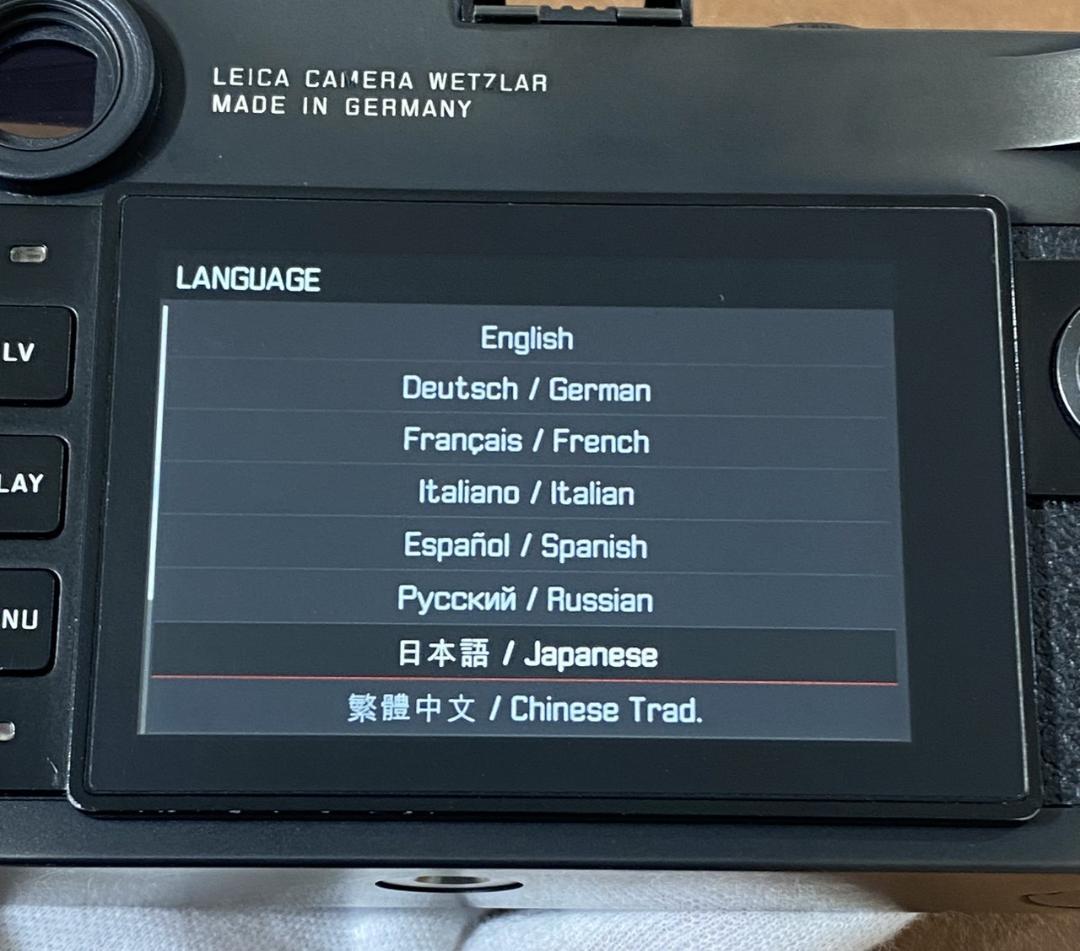 LEICA CAMERA WETZLAR
MADE IN GERMANY
LANGUAGE
English
LV
Deutsch / German
Français / French
LAY
Italiano / Italian
Español / Spanish
Русский / Russian
NU
日本語 / Japanese
繁體中文 / Chinese Trad.